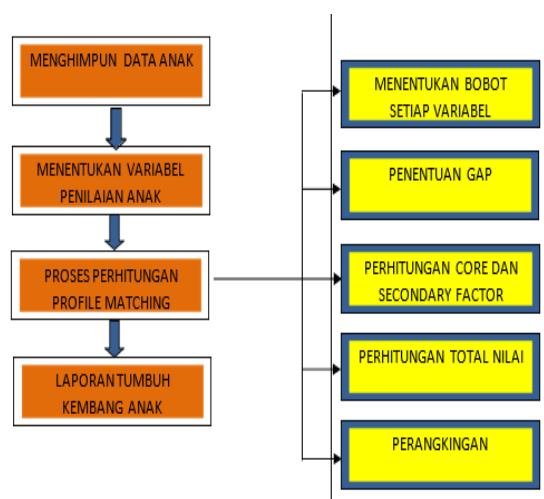 MENGHIMPUN DATA ANAK
MENENTUKAN VARIABEL
PENILAIAN ANAK
PROSES PERHITUNGAN
PROFILE MATCHING
LAPORAN TUMBUH
KEMBANG ANAK
MENENTUKAN BOBOT
SETIAP VARIABEL
PENENTUAN GAP
PERHITUNGAN CORE DAN
SECONDARY FACTOR
PERHITUNGAN TOTAL NILAI
PERANGKINGAN